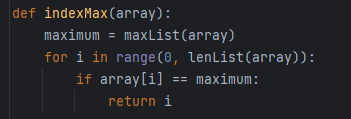 def indexMax(array):
    maximum = maxList(array)
    for i in range(0, lenList(array)):
        if array[i] == maximum:
            return i